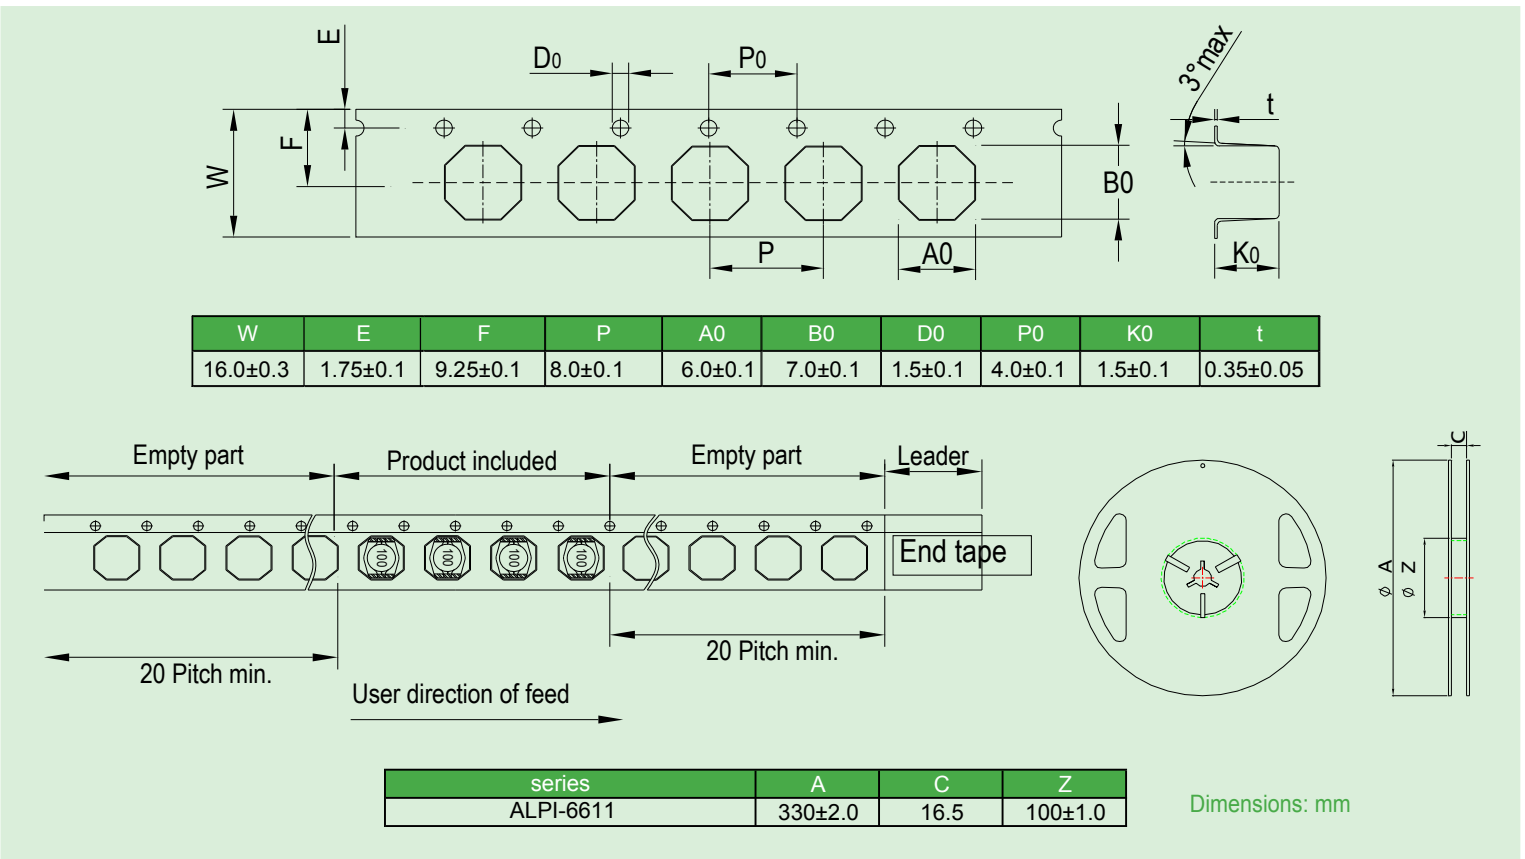 E
D0
P0
3°max
t
F
W
B0
P
A0
K0
W E F P A0 B0 D0 P0 K0 t
16.0±0.3 1.75±0.1 9.25±0.1 8.0±0.1 6.0±0.1 7.0±0.1 1.5±0.1 4.0±0.1 1.5±0.1 0.35±0.05
Empty part
Product included
Empty part
Leader
C
100 100 100 100
End tape
ϕ A
ϕ Z
20 Pitch min.
20 Pitch min.
User direction of feed
series A C Z
ALPI-6611 330±2.0 16.5 100±1.0
Dimensions: mm